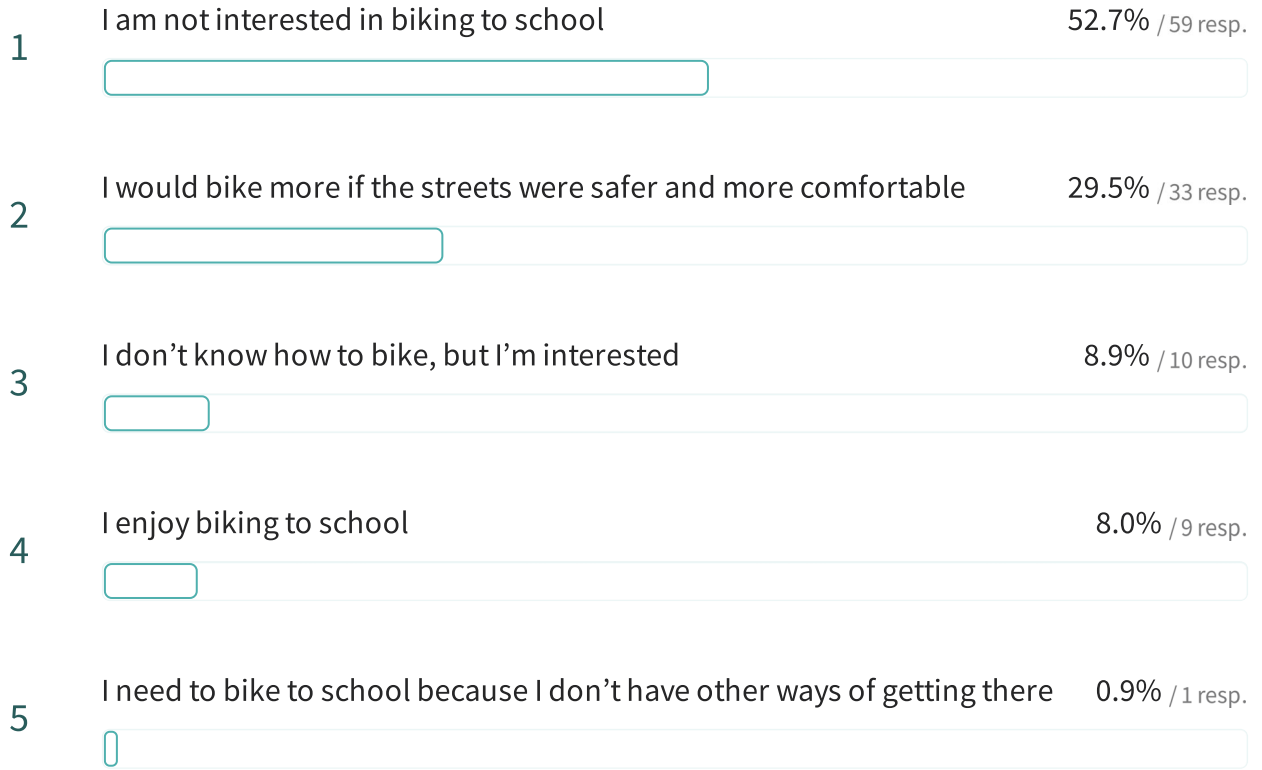 1
I am not interested in biking to school 52.7% / 59 resp.
2
I would bike more if the streets were safer and more comfortable 29.5% / 33 resp.
3
I don’t know how to bike, but I’m interested 8.9% / 10 resp.
4
I enjoy biking to school 8.0% / 9 resp.
5
I need to bike to school because I don’t have other ways of getting there 0.9% / 1 resp.